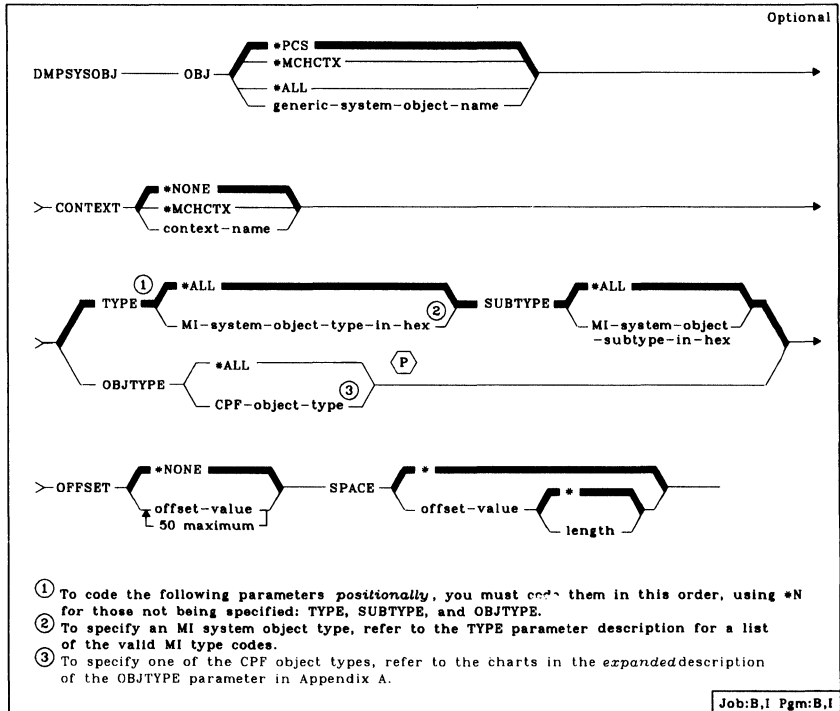 Optional
*PCS
*MCHCTX
DMPSYSOBJ OBJ
*ALL
generic-system-object-name
*NONE
CONTEXT *MCHCTX
context-name
TYPE 1 *ALL SUBTYPE *ALL
MI-system-object-type-in-hex 2 MI-system-object
-subtype-in-hex
OBJTYPE *ALL P
CPF-object-type 3
OFFSET *NONE SPACE *
offset-value offset-value *
50 maximum length
1 To code the following parameters positionally, you must them in this order, using *N
for those not being specified: TYPE, SUBTYPE, and OBJTYPE.
2 To specify an MI system object type, refer to the TYPE parameter description for a list
of the valid MI type codes.
3 To specify one of the CPF object types, refer to the charts in the expanded description
of the OBJTYPE parameter in Appendix A.
Job:B,I Pgm:B,I